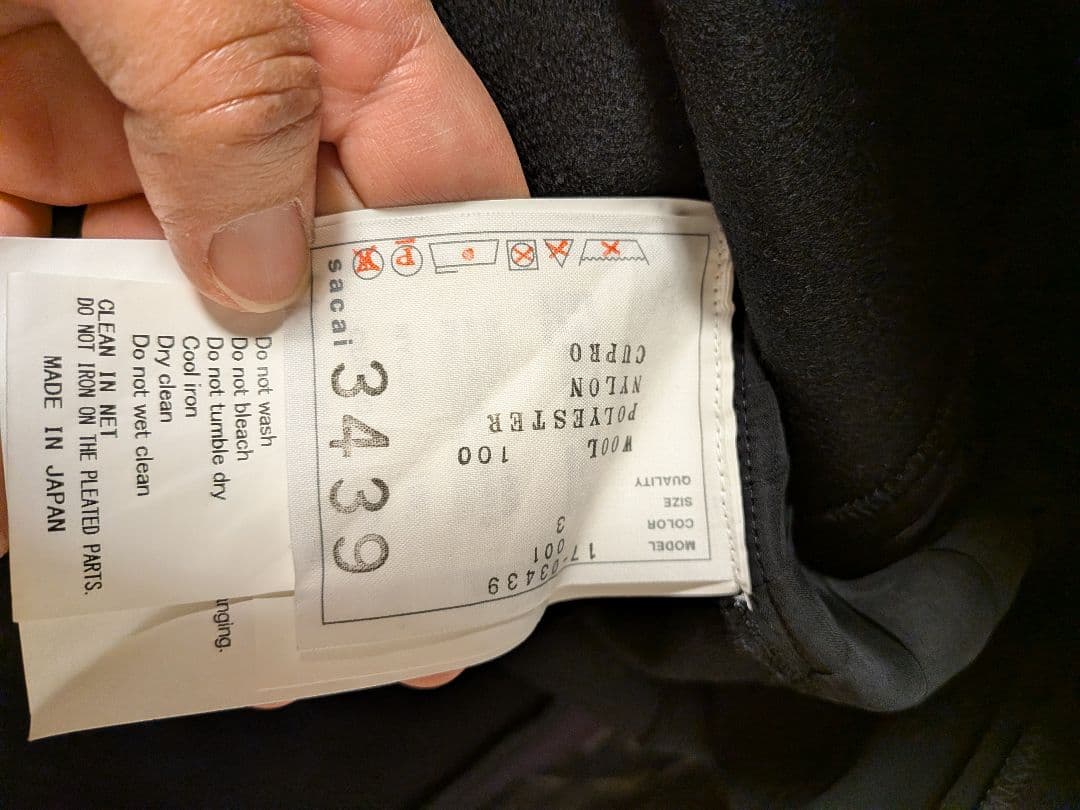 MODEL 17-03439
COLOR 001
SIZE 3
QUALITY
WOOL 100
POLYESTER
NYLON
CUPRO
sacai
3439
Do not wash
Do not bleach
Do not tumble dry
Cool iron
Dry clean
Do not wet clean
CLEAN IN NET
DO NOT IRON ON THE PLEATED PARTS.
MADE IN JAPAN